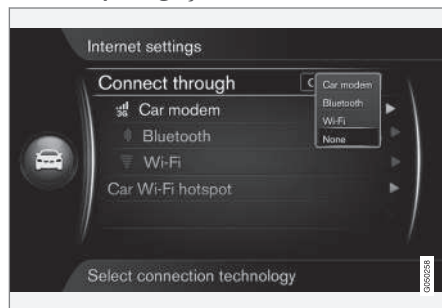 Internet settings
Connect through
Car modem
Bluetooth
Wi-Fi
None
3G Car modem
Bluetooth
Wi-Fi
Car Wi-Fi hotspot
Select connection technology
G050258